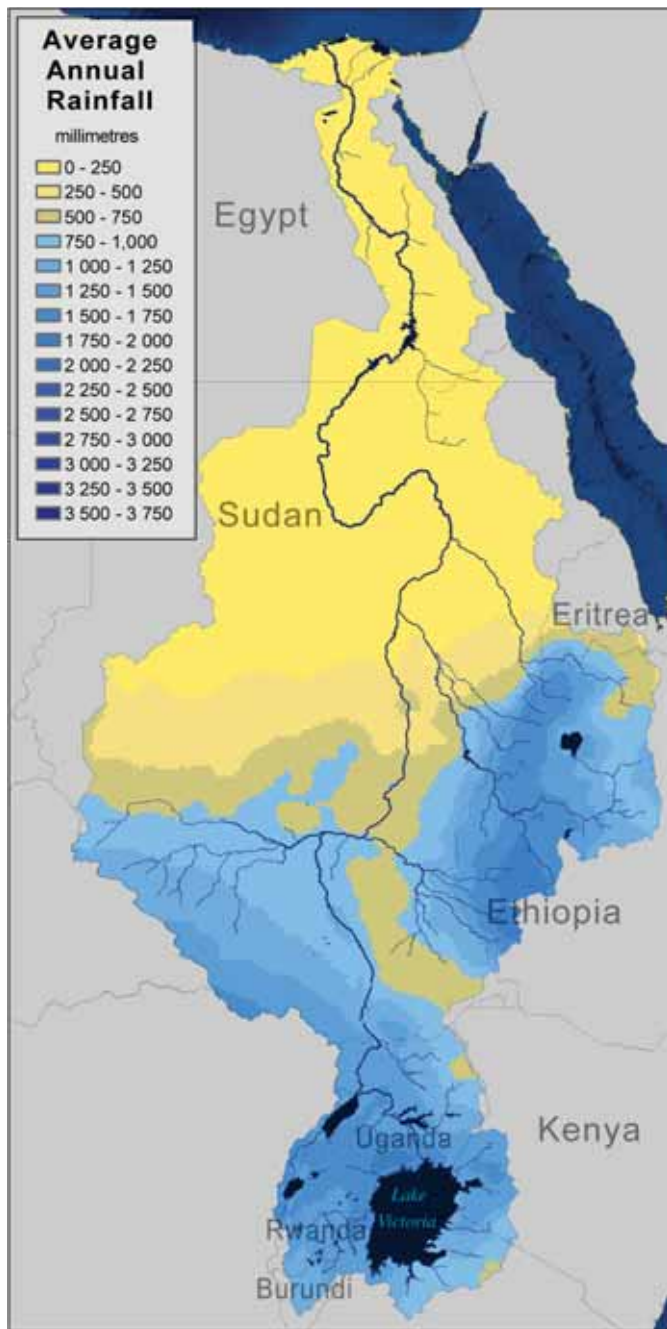 Average
Annual
Rainfall
millimetres
0 - 250
250 - 500
500 - 750
750 - 1,000
1 000 - 1 250
1 250 - 1 500
1 500 - 1 750
1 750 - 2 000
2 000 - 2 250
2 250 - 2 500
2 500 - 2 750
2 750 - 3 000
3 000 - 3 250
3 250 - 3 500
3 500 - 3 750
Egypt
Sudan
Eritrea
Ethiopia
Kenya
Uganda
Lake
Victoria
Rwanda
Burundi